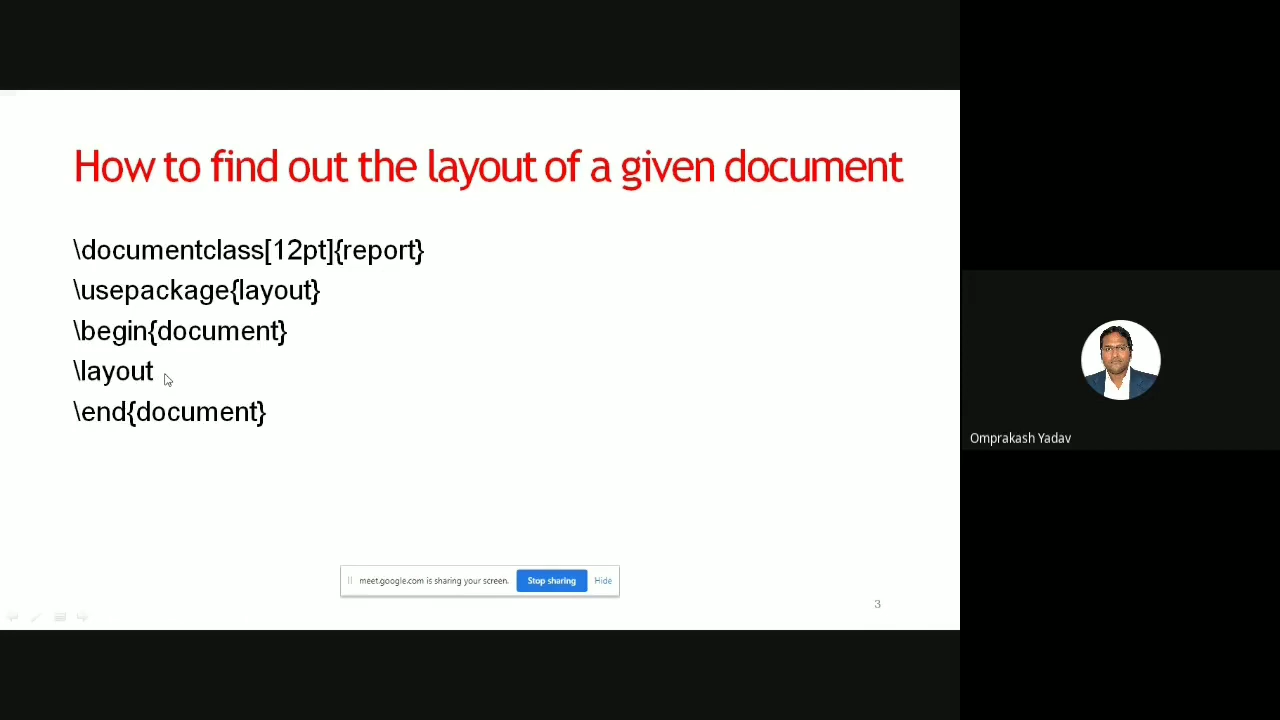 How to find out the layout of a given document
\documentclass[12pt]{report}
\usepackage{layout}
\begin{document}
\layout
\end{document}
meet.google.com is sharing your screen.
Stop sharing
Hide
3
Omprakash Yadav